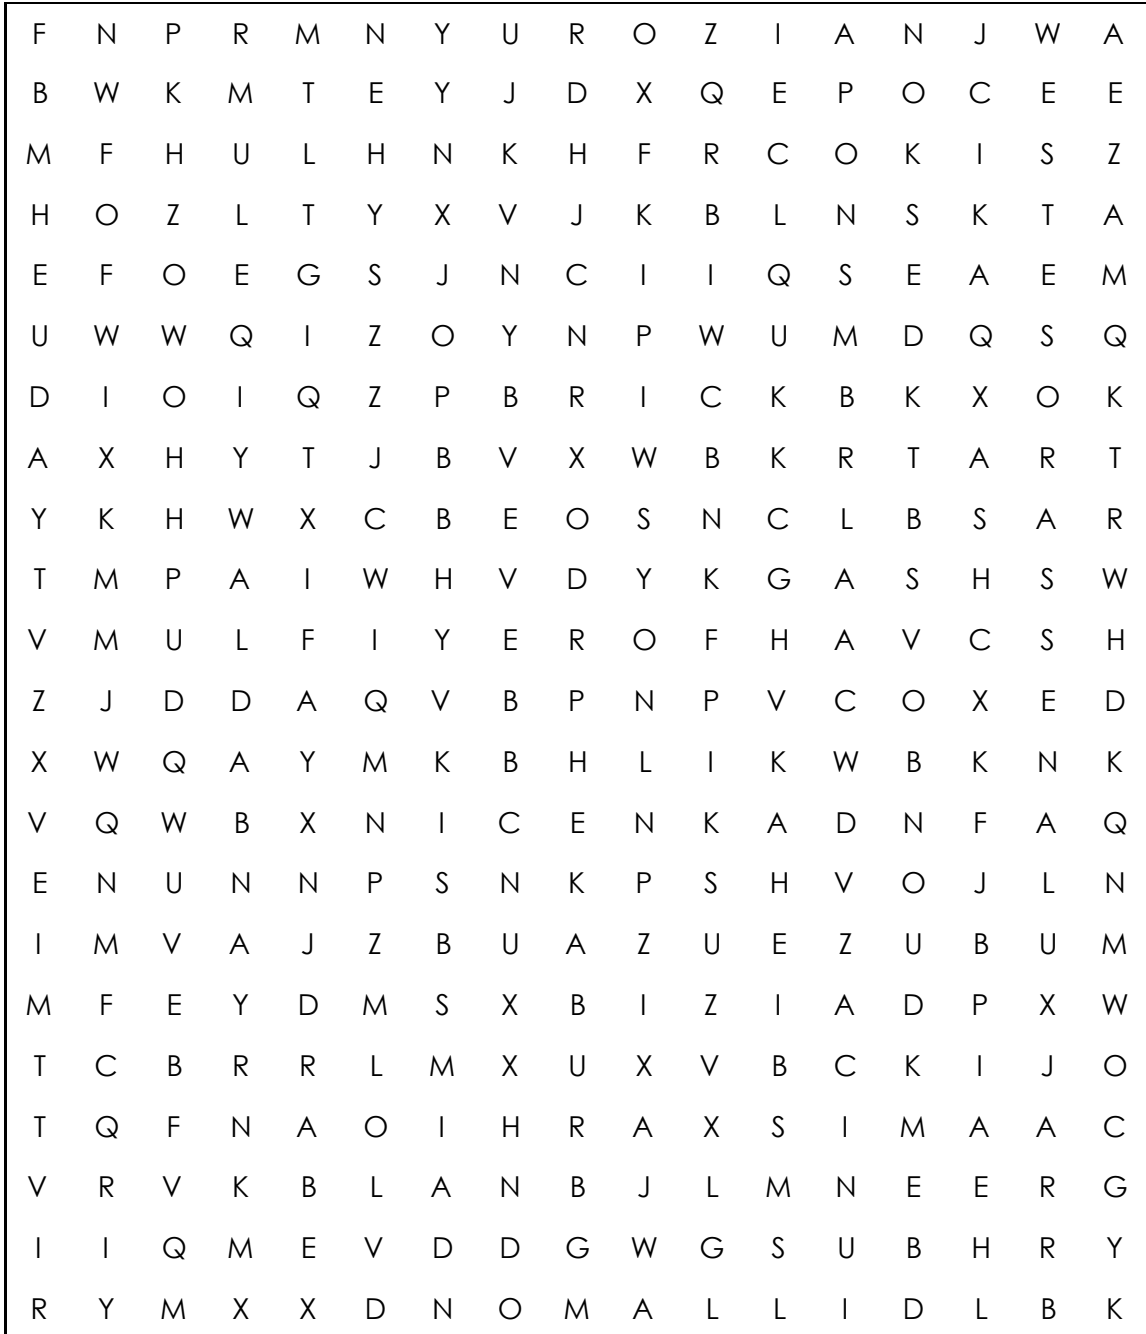 F N P R M N Y U R O Z I A N J W A
B W K M T E Y J D X Q E P O C E E
M F H U L H N K H F R C O K I S Z
H O Z L T Y X V J K B L N S K T A
E F O E G S J N C I I Q S E A E M
U W W Q I Z O Y N P W U M D Q S Q
D I O I Q Z P B R I C K B K X O K
A X H Y T J B V X W B K R T A R T
Y K H W X C B E O S N C L B S A R
T M P A I W H V D Y K G A S H S W
V M U L F I Y E R O F H A V C S H
Z J D D A Q V B P N P V C O X E D
X W Q A Y M K B H L I K W B K N K
V Q W B X N I C E N K A D N F A Q
E N U N N P S N K P S H V O J L N
I M V A J Z B U A Z U E Z U B U M
M F E Y D M S X B I Z I A D P X W
T C B R R L M X U X V B C K I J O
T Q F N A O I H R A X S I M A A C
V R V K B L A N B J L M N E E R G
I I Q M E V D D G W G S U B H R Y
R Y M X X D N O M A L L I D L B K